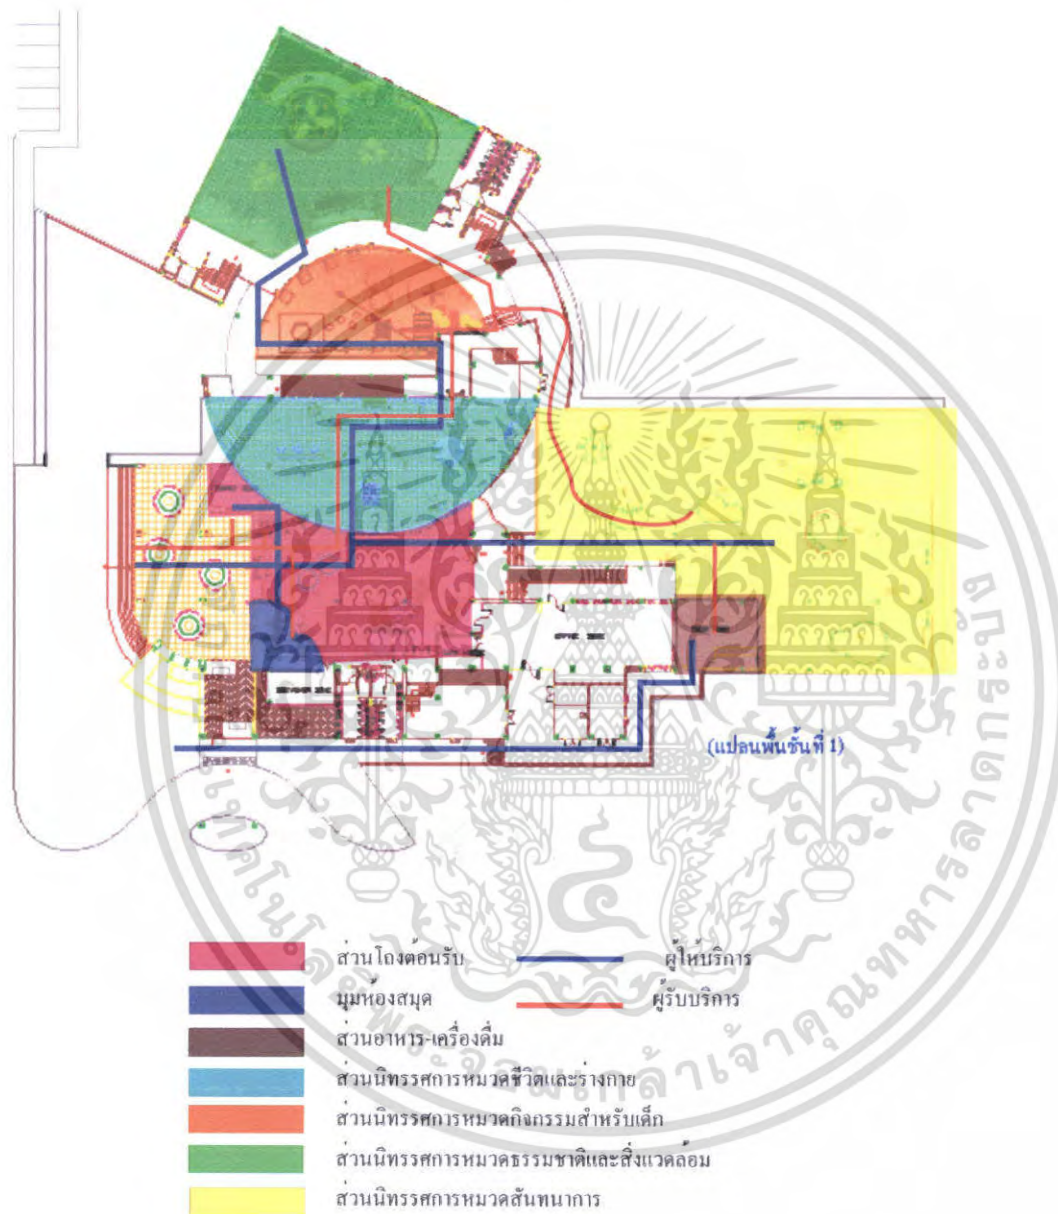 (แปลนพื้นชั้นที่ 1)
ส่วนโถงต้อนรับ
ผู้ให้บริการ
มุมห้องสมุด
ผู้รับบริการ
ส่วนอาหาร-เครื่องดื่ม
ส่วนนิทรรศการหมวดชีวิตและร่างกาย
ส่วนนิทรรศการหมวดกิจกรรมสำหรับเด็ก
ส่วนนิทรรศการหมวดธรรมชาติและสิ่งแวดล้อม
ส่วนนิทรรศการหมวดสันทนาการ